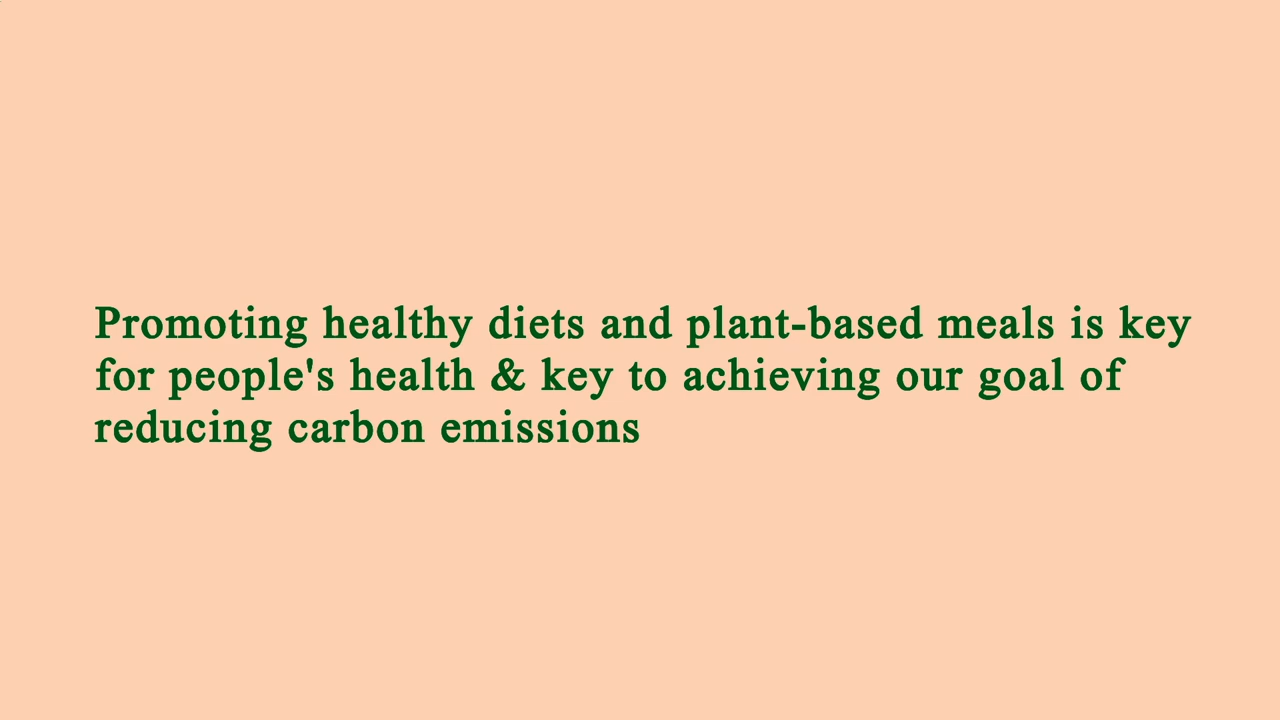 Promoting healthy diets and plant-based meals is key
for people's health & key to achieving our goal of
reducing carbon emissions